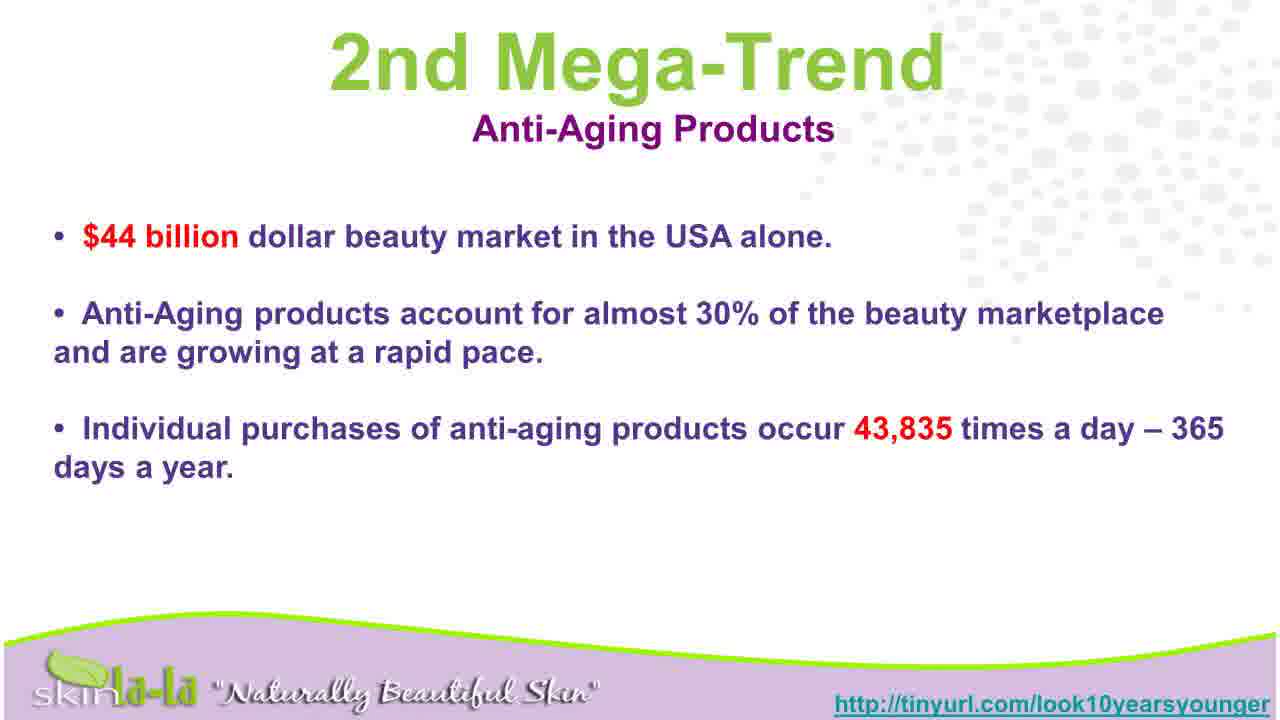 2nd Mega-Trend
Anti-Aging Products
• $44 billion dollar beauty market in the USA alone.
• Anti-Aging products account for almost 30% of the beauty marketplace
and are growing at a rapid pace.
• Individual purchases of anti-aging products occur 43,835 times a day – 365
days a year.
skin la-la "Naturally Beautiful Skin"
http://tinyurl.com/look10yearsyounger